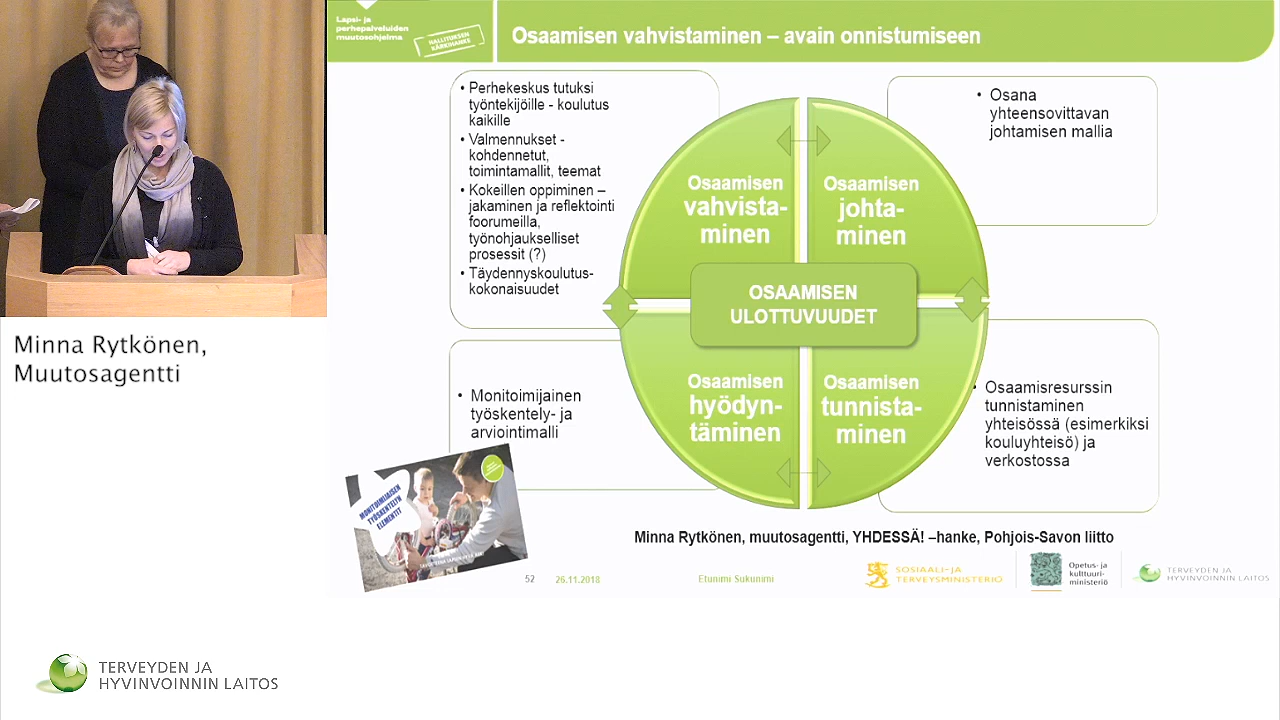 Lapsi- ja
perhepalveluiden
muutosohjelma
HALLITUKSEN
KÄRKIHANKE
Osaamisen vahvistaminen – avain onnistumiseen
• Perhekeskus tutuksi
työntekijöille - koulutus
kaikille
• Valmennukset -
kohdennetut,
toimintamallit, teemat
• Kokeillen oppiminen –
jakaminen ja reflektointi
foorumeilla,
työnohjaukselliset
prosessit (?)
• Täydennyskoulutus-
kokonaisuudet
• Osana
yhteensovittavan
johtamisen mallia
Osaamisen
vahvista-
minen
Osaamisen
johta-
minen
OSAAMISEN
ULOTTUVUUDET
Osaamisen
hyödyn-
täminen
Osaamisen
tunnista-
minen
• Monitoimijainen
työskentely- ja
arviointimalli
• Osaamisresurssin
tunnistaminen
yhteisössä (esimerkiksi
kouluyhteisö) ja
verkostossa
MONITOIMIJAISEN
TYÖSKENTELYN
ELEMENTIT
Minna Rytkönen, muutosagentti, YHDESSÄ! –hanke, Pohjois-Savon liitto
52
26.11.2018
Etunimi Sukunimi
SOSIAALI- JA
TERVEYSMINISTERIÖ
Opetus- ja
kulttuuri-
ministeriö
TERVEYDEN JA
HYVINVOINNIN LAITOS
Minna Rytkönen,
Muutosagentti
TERVEYDEN JA
HYVINVOINNIN LAITOS